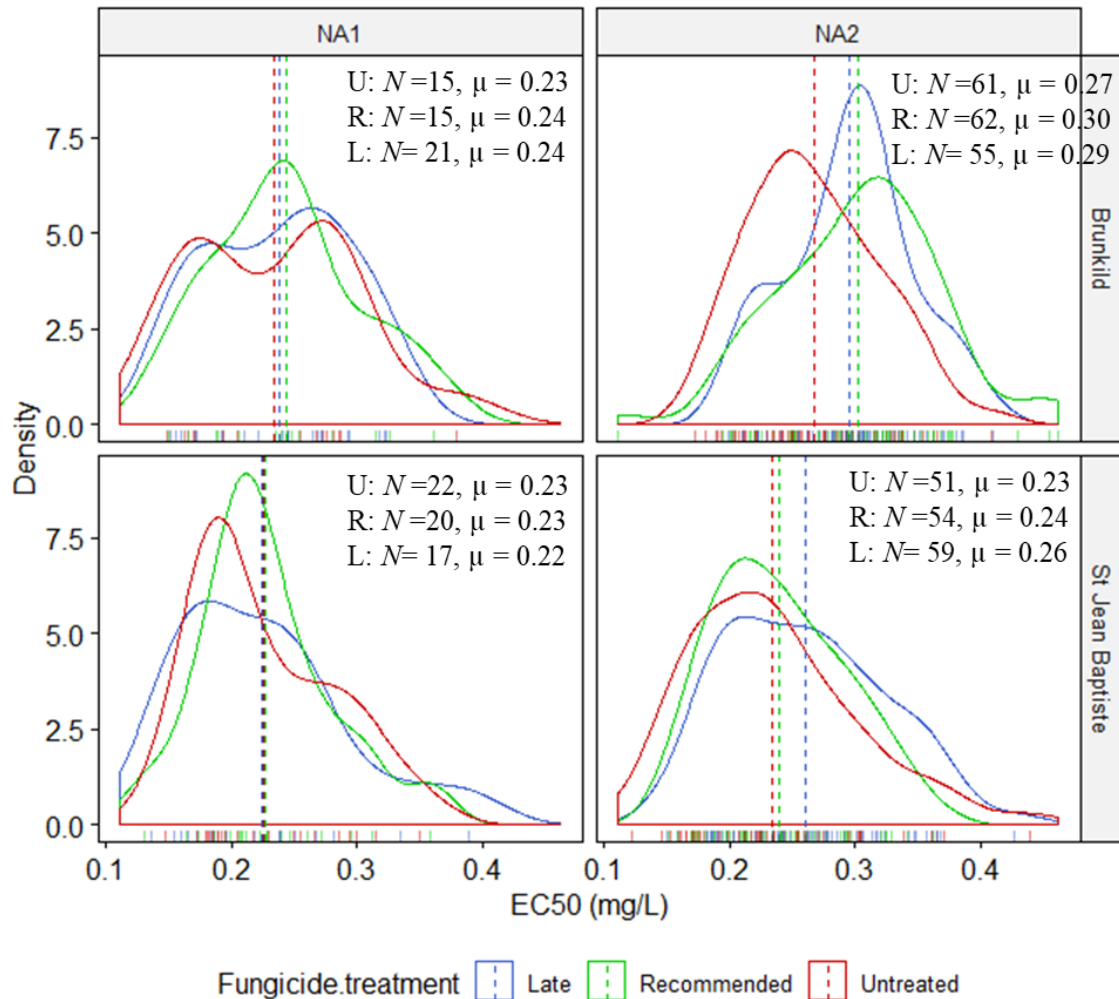 NA1
NA2
U: N =15, µ = 0.23
R: N =15, µ = 0.24
L: N= 21, µ = 0.24
U: N =61, µ = 0.27
R: N =62, µ = 0.30
L: N= 55, µ = 0.29
Brunkild
7.5
5.0
2.5
0.0
U: N =22, µ = 0.23
R: N =20, µ = 0.23
L: N= 17, µ = 0.22
U: N =51, µ = 0.23
R: N =54, µ = 0.24
L: N= 59, µ = 0.26
St Jean Baptiste
7.5
5.0
2.5
0.0
Density
0.1 0.2 0.3 0.4
0.1 0.2 0.3 0.4
EC50 (mg/L)
Fungicide.treatment Late Recommended Untreated